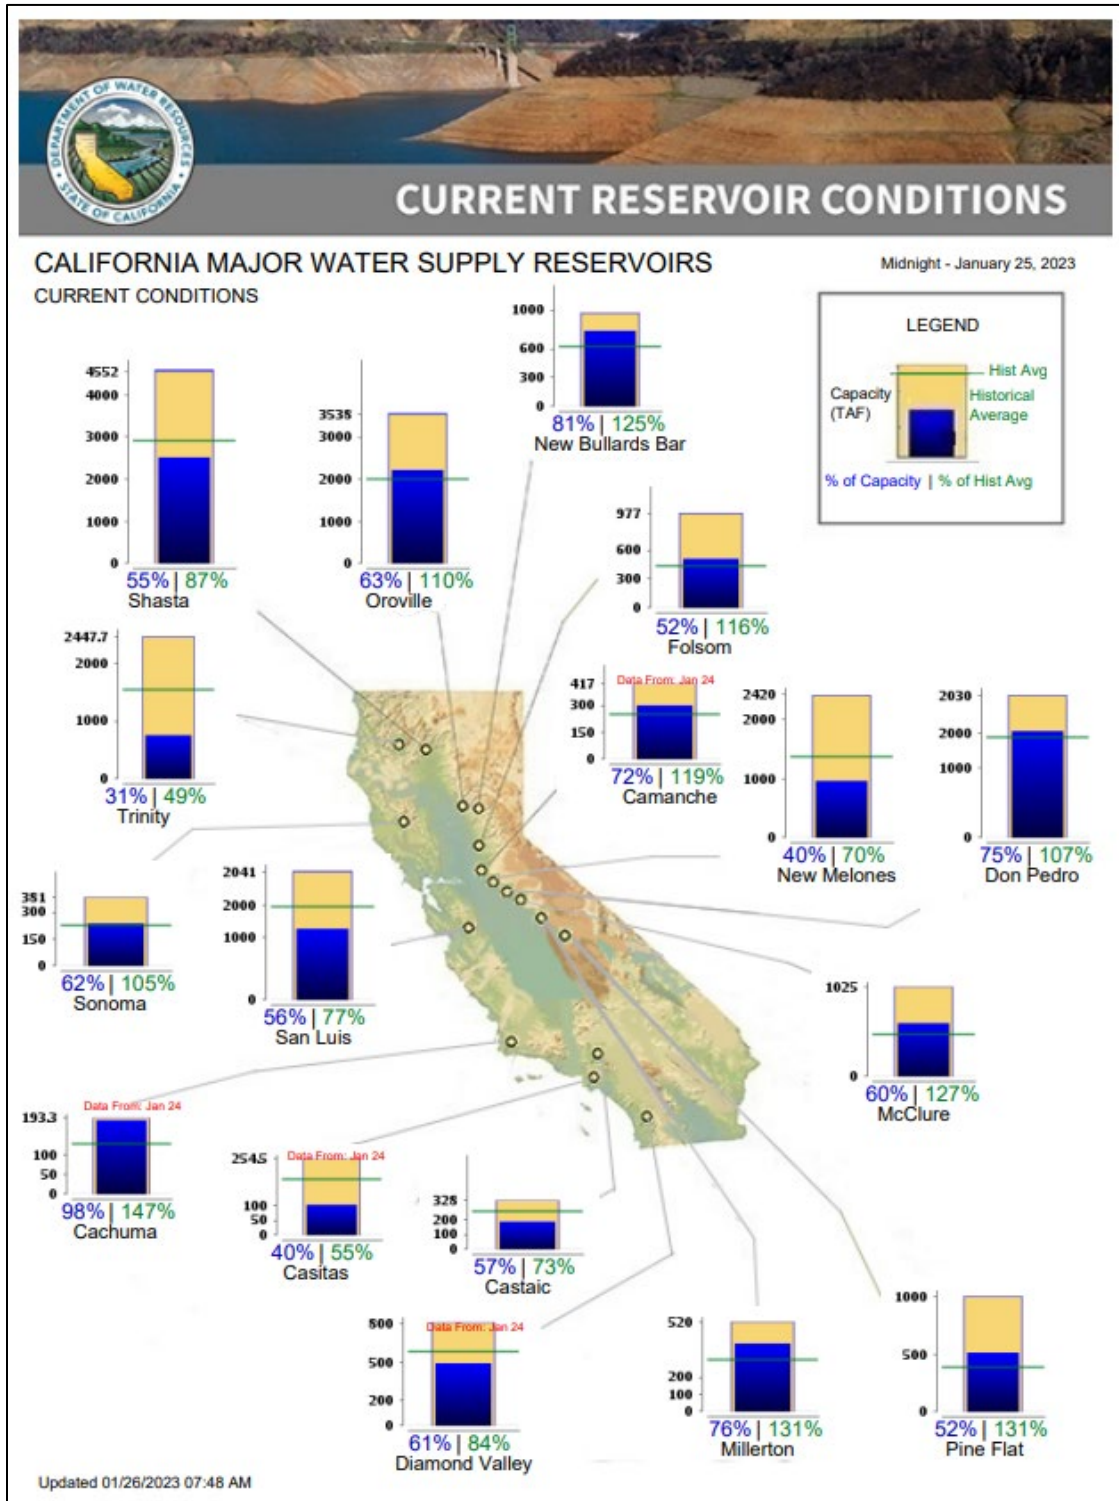 DEPARTMENT OF WATER RESOURCES
STATE OF CALIFORNIA
CURRENT RESERVOIR CONDITIONS
CALIFORNIA MAJOR WATER SUPPLY RESERVOIRS
Midnight - January 25, 2023
CURRENT CONDITIONS
LEGEND
Hist Avg
Capacity
(TAF)
Historical
Average
% of Capacity | % of Hist Avg
1000
600
300
0
81% | 125%
New Bullards Bar
4552
4000
3000
2000
1000
0
55% | 87%
Shasta
3538
3000
2000
1000
0
63% | 110%
Oroville
977
600
300
0
52% | 116%
Folsom
2447.7
2000
1000
0
31% | 49%
Trinity
Data From: Jan 24
417
300
150
0
72% | 119%
Camanche
2420
2000
1000
0
40% | 70%
New Melones
2030
2000
1000
0
75% | 107%
Don Pedro
381
300
150
0
62% | 105%
Sonoma
2041
2000
1000
0
56% | 77%
San Luis
1025
0
60% | 127%
McClure
Data From: Jan 24
193.3
100
50
0
98% | 147%
Cachuma
Data From: Jan 24
254.5
100
50
0
40% | 55%
Casitas
328
200
100
0
57% | 73%
Castaic
Data From: Jan 24
800
500
200
0
61% | 84%
Diamond Valley
520
200
100
0
76% | 131%
Millerton
1000
500
0
52% | 131%
Pine Flat
Updated 01/26/2023 07:48 AM